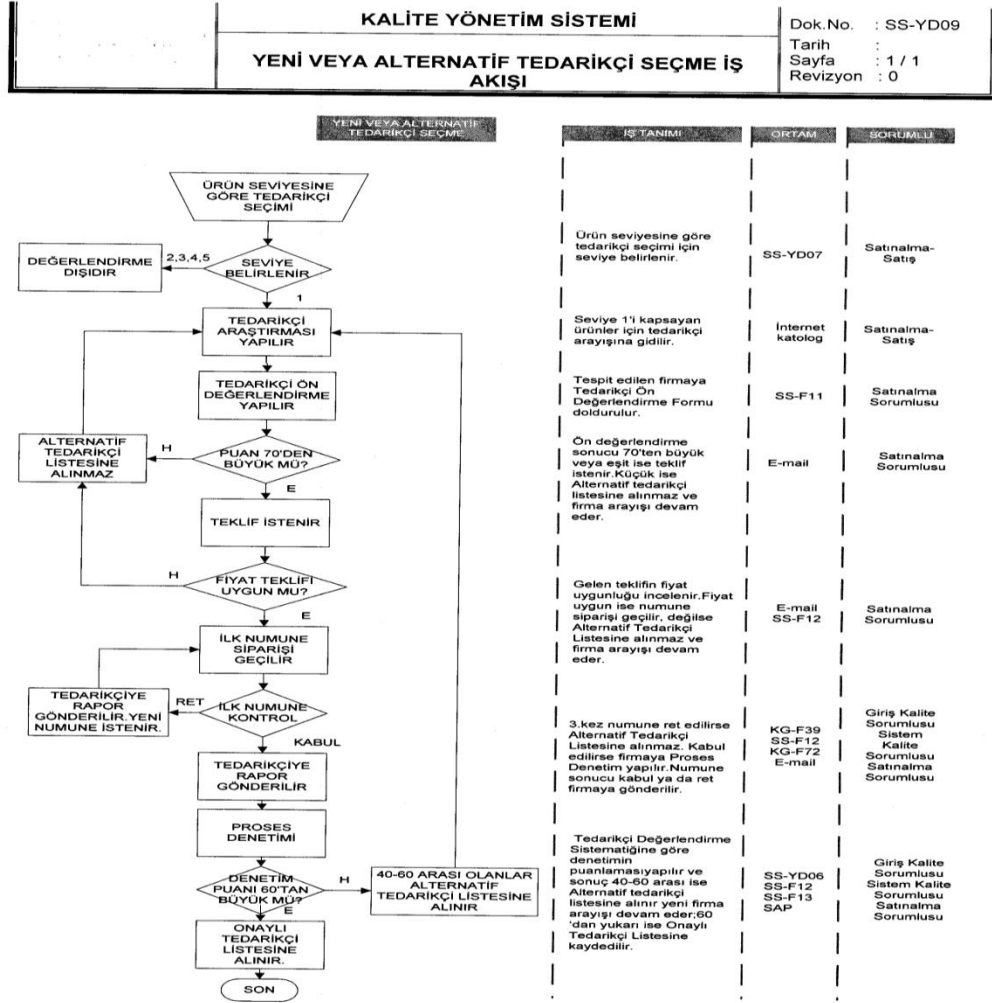 KALİTE YÖNETİM SİSTEMİ
YENİ VEYA ALTERNATİF TEDARİKÇİ SEÇME İŞ
AKIŞI
Dok.No. : SS-YD09
Tarih :
Sayfa : 1 / 1
Revizyon : 0
YENİ VEYA ALTERNATİF
TEDARİKÇİ SEÇME
İŞ TANIMI
ORTAM
SORUMLU
ÜRÜN SEVİYESİNE
GÖRE TEDARİKÇİ
SEÇİMİ
DEĞERLENDİRME
DIŞIDIR
2,3,4,5
SEVİYE
BELİRLENİR
1
Ürün seviyesine göre
tedarikçi seçimi için
seviye belirlenir.
SS-YD07
Satınalma-
Satış
TEDARİKÇİ
ARAŞTIRMASI
YAPILIR
Seviye 1'i kapsayan
ürünler için tedarikçi
arayışına gidilir.
İnternet
katolog
Satınalma-
Satış
TEDARİKÇİ ÖN
DEĞERLENDİRME
YAPILIR
Tespit edilen firmaya
Tedarikçi Ön
Değerlendirme Formu
doldurulur.
SS-F11
Satınalma
Sorumlusu
ALTERNATİF
TEDARİKÇİ
LİSTESİNE
ALINMAZ
H
PUAN 70'DEN
BÜYÜK MÜ?
E
Ön değerlendirme
sonucu 70'ten büyük
veya eşit ise teklif
istenir.Küçük ise
Alternatif tedarikçi
listesine alınmaz ve
firma arayışı devam
eder.
E-mail
Satınalma
Sorumlusu
TEKLİF İSTENİR
H
FİYAT TEKLİFİ
UYGUN MU?
E
Gelen teklifin fiyat
uygunluğu incelenir.Fiyat
uygun ise numune
siparişi geçilir, değilse
Alternatif Tedarikçi
Listesine alınmaz ve
firma arayışı devam
eder.
E-mail
SS-F12
Satınalma
Sorumlusu
İLK NUMUNE
SİPARİŞİ
GEÇİLİR
TEDARİKÇİYE
RAPOR
GÖNDERİLİR.YENİ
NUMUNE İSTENİR.
RET
İLK NUMUNE
KONTROL
KABUL
3.kez numune ret edilirse
Alternatif Tedarikçi
Listesine alınmaz. Kabul
edilirse firmaya Proses
Denetim yapılır.Numune
sonucu kabul ya da ret
firmaya gönderilir.
KG-F39
SS-F12
KG-F72
E-mail
Giriş Kalite
Sorumlusu
Sistem
Kalite
Sorumlusu
Satınalma
Sorumlusu
TEDARİKÇİYE
RAPOR
GÖNDERİLİR
PROSES
DENETİMİ
DENETİM
PUANI 60'TAN
BÜYÜK MÜ?
E
H
40-60 ARASI OLANLAR
ALTERNATİF
TEDARİKÇİ LİSTESİNE
ALINIR
Tedarikçi Değerlendirme
Sistematiğine göre
denetimin
puanlamasıyapılır ve
sonuç 40-60 arası ise
Alternatif tedarikçi
listesine alınır yeni firma
arayışı devam eder;60
'dan yukarı ise Onaylı
Tedarikçi Listesine
kaydedilir.
SS-YD06
SS-F12
SS-F13
SAP
Giriş Kalite
Sorumlusu
Sistem Kalite
Sorumlusu
Satınalma
Sorumlusu
ONAYLI
TEDARİKÇİ
LİSTESİNE
ALINIR.
SON